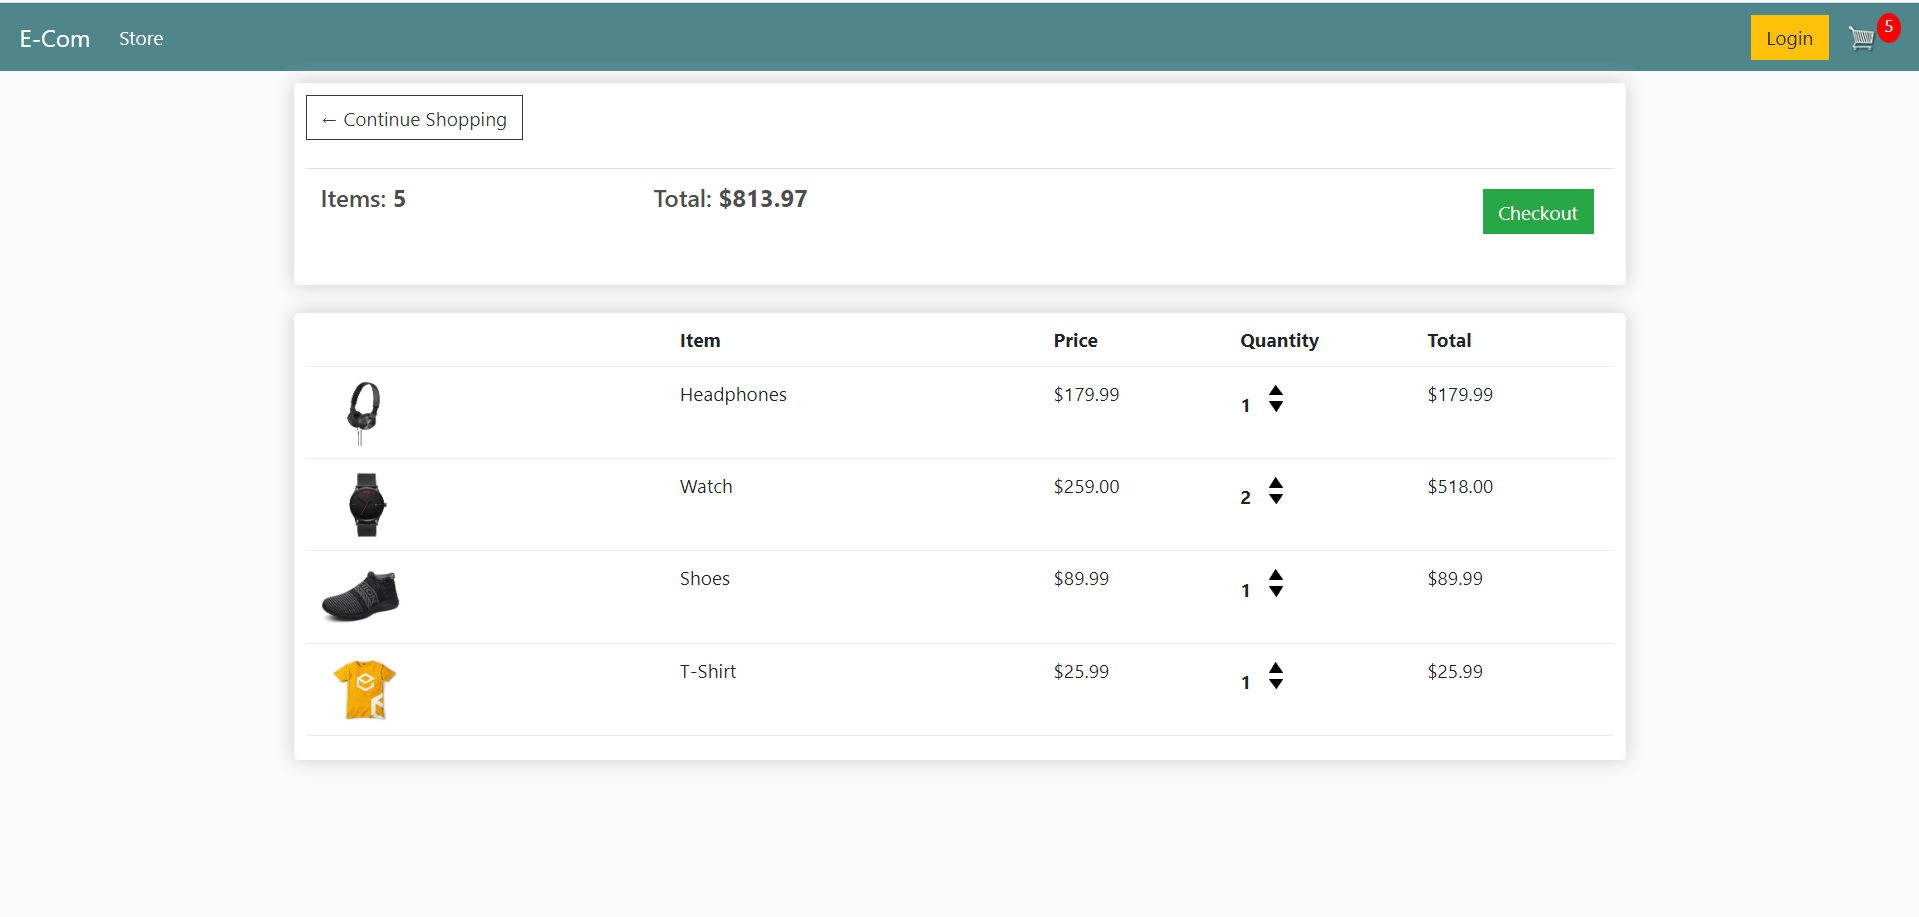 E-Com Store Login 5
← Continue Shopping
Items: 5 Total: $813.97 Checkout
Item Price Quantity Total
Headphones $179.99 1 $179.99
Watch $259.00 2 $518.00
Shoes $89.99 1 $89.99
T-Shirt $25.99 1 $25.99